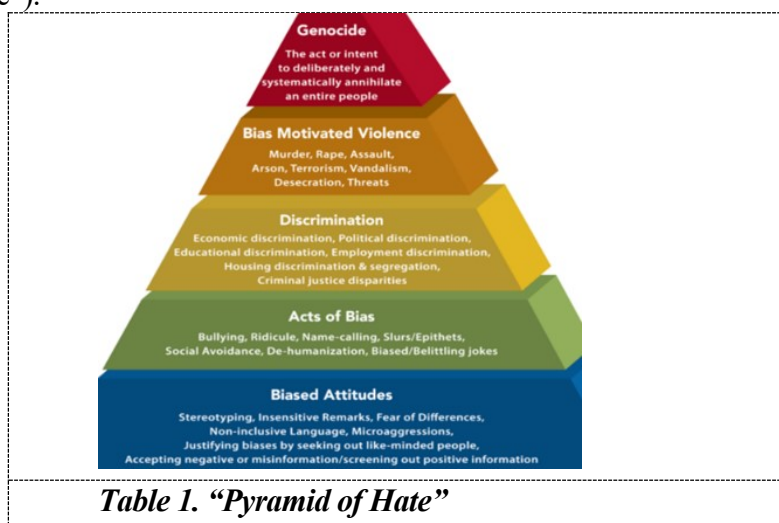 Genocide
The act or intent
to deliberately and
systematically annihilate
an entire people
Bias Motivated Violence
Murder, Rape, Assault,
Arson, Terrorism, Vandalism,
Desecration, Threats
Discrimination
Economic discrimination, Political discrimination,
Educational discrimination, Employment discrimination,
Housing discrimination & segregation,
Criminal justice disparities
Acts of Bias
Bullying, Ridicule, Name-calling, Slurs/Epithets,
Social Avoidance, De-humanization, Biased/Belittling jokes
Biased Attitudes
Stereotyping, Insensitive Remarks, Fear of Differences,
Non-inclusive Language, Microaggressions,
Justifying biases by seeking out like-minded people,
Accepting negative or misinformation/screening out positive information
Table 1. “Pyramid of Hate”